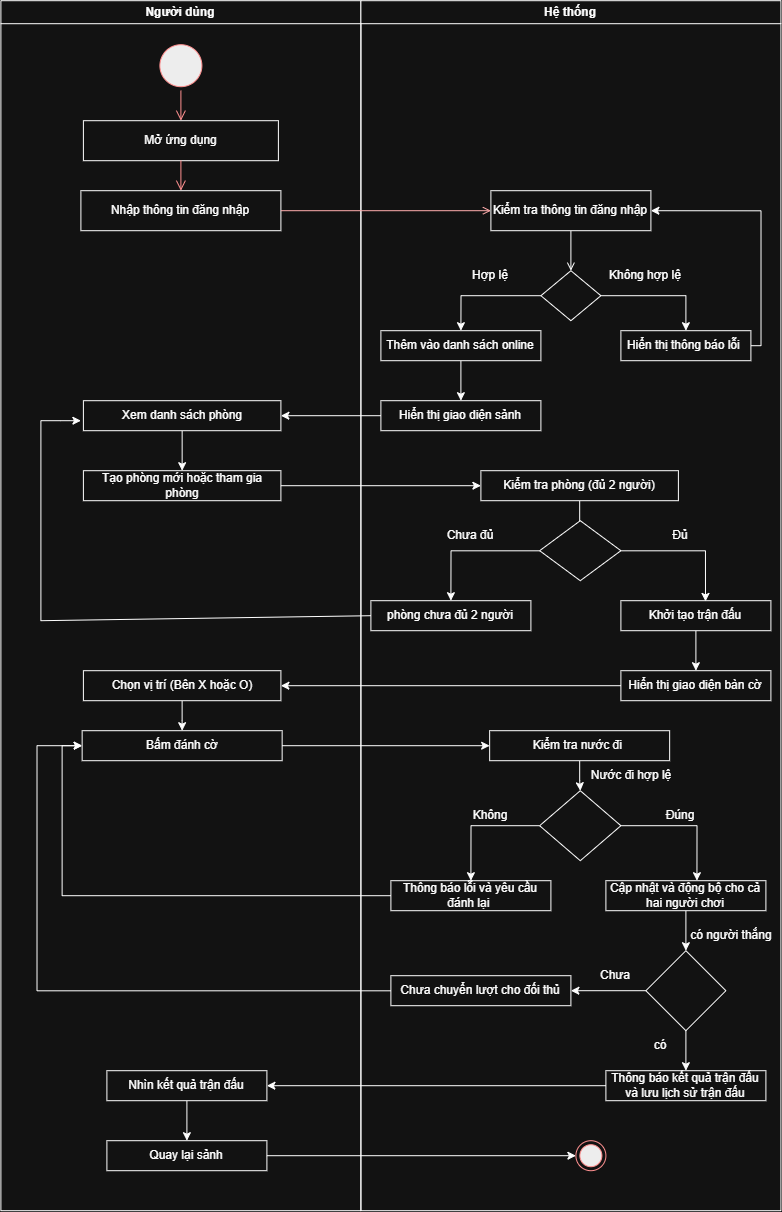 Người dùng
Hệ thống
Mở ứng dụng
Nhập thông tin đăng nhập
Kiểm tra thông tin đăng nhập
Hợp lệ
Không hợp lệ
Thêm vào danh sách online
Hiển thị thông báo lỗi
Xem danh sách phòng
Hiển thị giao diện sảnh
Tạo phòng mới hoặc tham gia
phòng
Kiểm tra phòng (đủ 2 người)
Chưa đủ
Đủ
phòng chưa đủ 2 người
Khởi tạo trận đấu
Chọn vị trí (Bên X hoặc O)
Hiển thị giao diện bàn cờ
Bấm đánh cờ
Kiểm tra nước đi
Nước đi hợp lệ
Không
Đúng
Thông báo lỗi và yêu cầu
đánh lại
Cập nhật và động bộ cho cả
hai người chơi
có người thắng
Chưa
Chưa chuyển lượt cho đối thủ
có
Nhìn kết quả trận đấu
Thông báo kết quả trận đấu
và lưu lịch sử trận đấu
Quay lại sảnh